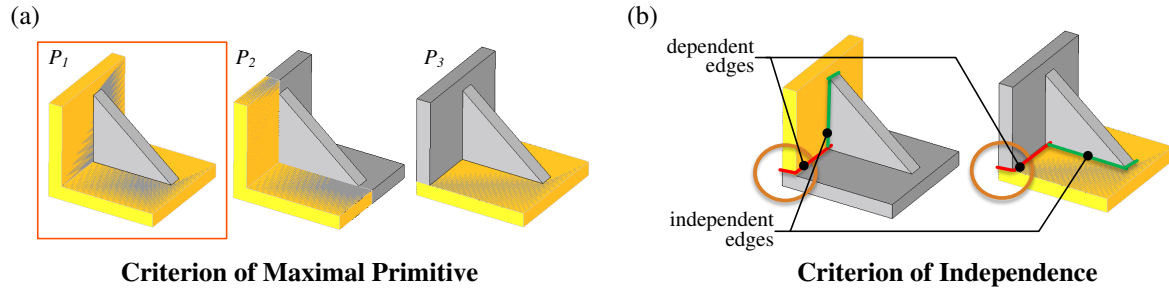 (a)
P1
P2
P3
Criterion of Maximal Primitive
(b)
dependent
edges
independent
edges
Criterion of Independence